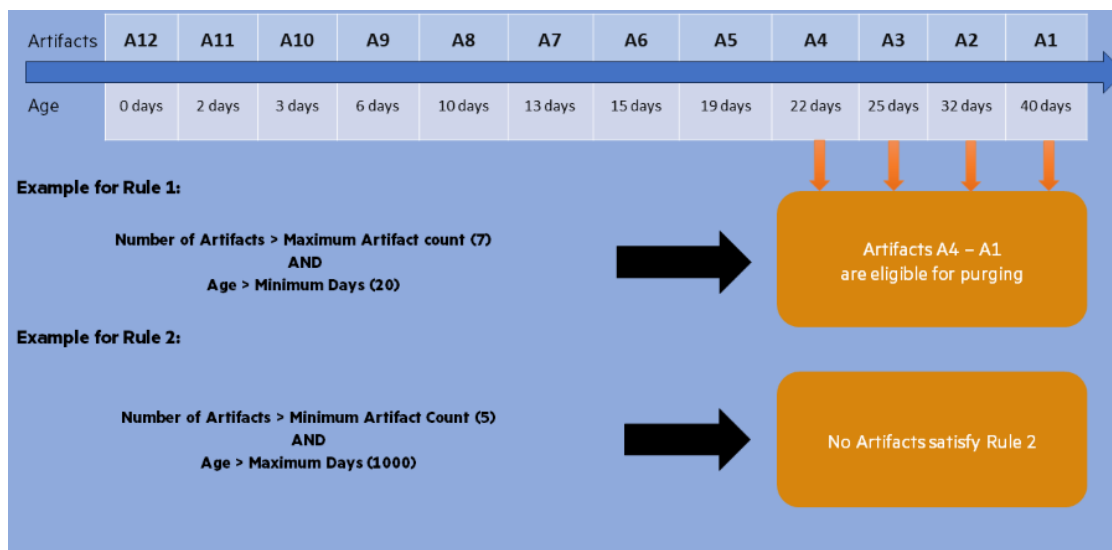 Artifacts A12 A11 A10 A9 A8 A7 A6 A5 A4 A3 A2 A1
Age 0 days 2 days 3 days 6 days 10 days 13 days 15 days 19 days 22 days 25 days 32 days 40 days
Example for Rule 1:
Number of Artifacts > Maximum Artifact count (7)
AND
Age > Minimum Days (20)
Artifacts A4 – A1
are eligible for purging
Example for Rule 2:
Number of Artifacts > Minimum Artifact Count (5)
AND
Age > Maximum Days (1000)
No Artifacts satisfy Rule 2